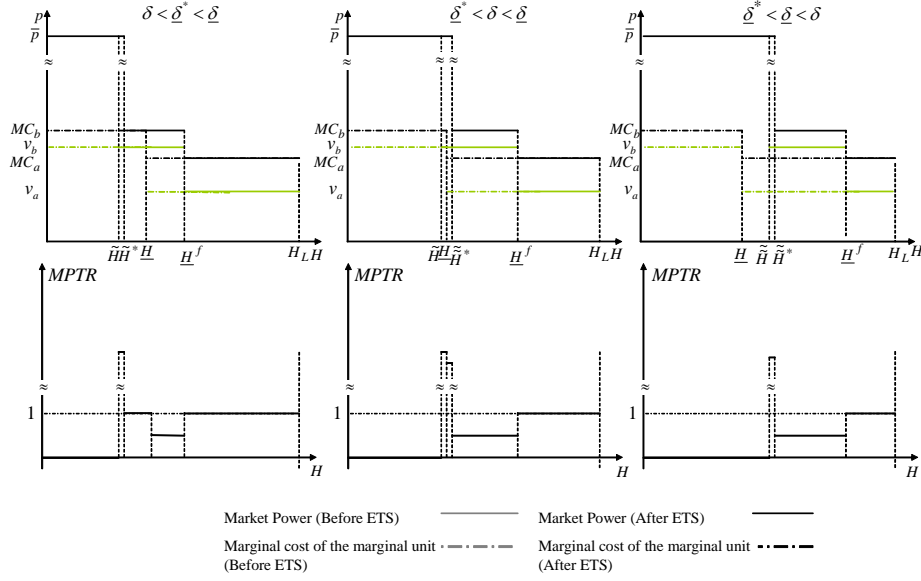 δ < δ̲* < δ̲
δ̲* < δ < δ̲
δ̲* < δ̲ < δ
p
p
p
p̅
p̅
p̅
≈ ≈
≈ ≈
≈ ≈
MC_b
MC_b
MC_b
v_b
v_b
v_b
MC_a
MC_a
MC_a
v_a
v_a
v_a
H̃ H̃* H̲ H̲^f H_L H
H̃ H̲ H̃* H̲^f H_L H
H̲ H̃ H̃* H̲^f H_L H
MPTR
MPTR
MPTR
≈ ≈
≈ ≈
≈ ≈
1
1
1
H
H
H
Market Power (Before ETS)
Market Power (After ETS)
Marginal cost of the marginal unit
(Before ETS)
Marginal cost of the marginal unit
(After ETS)